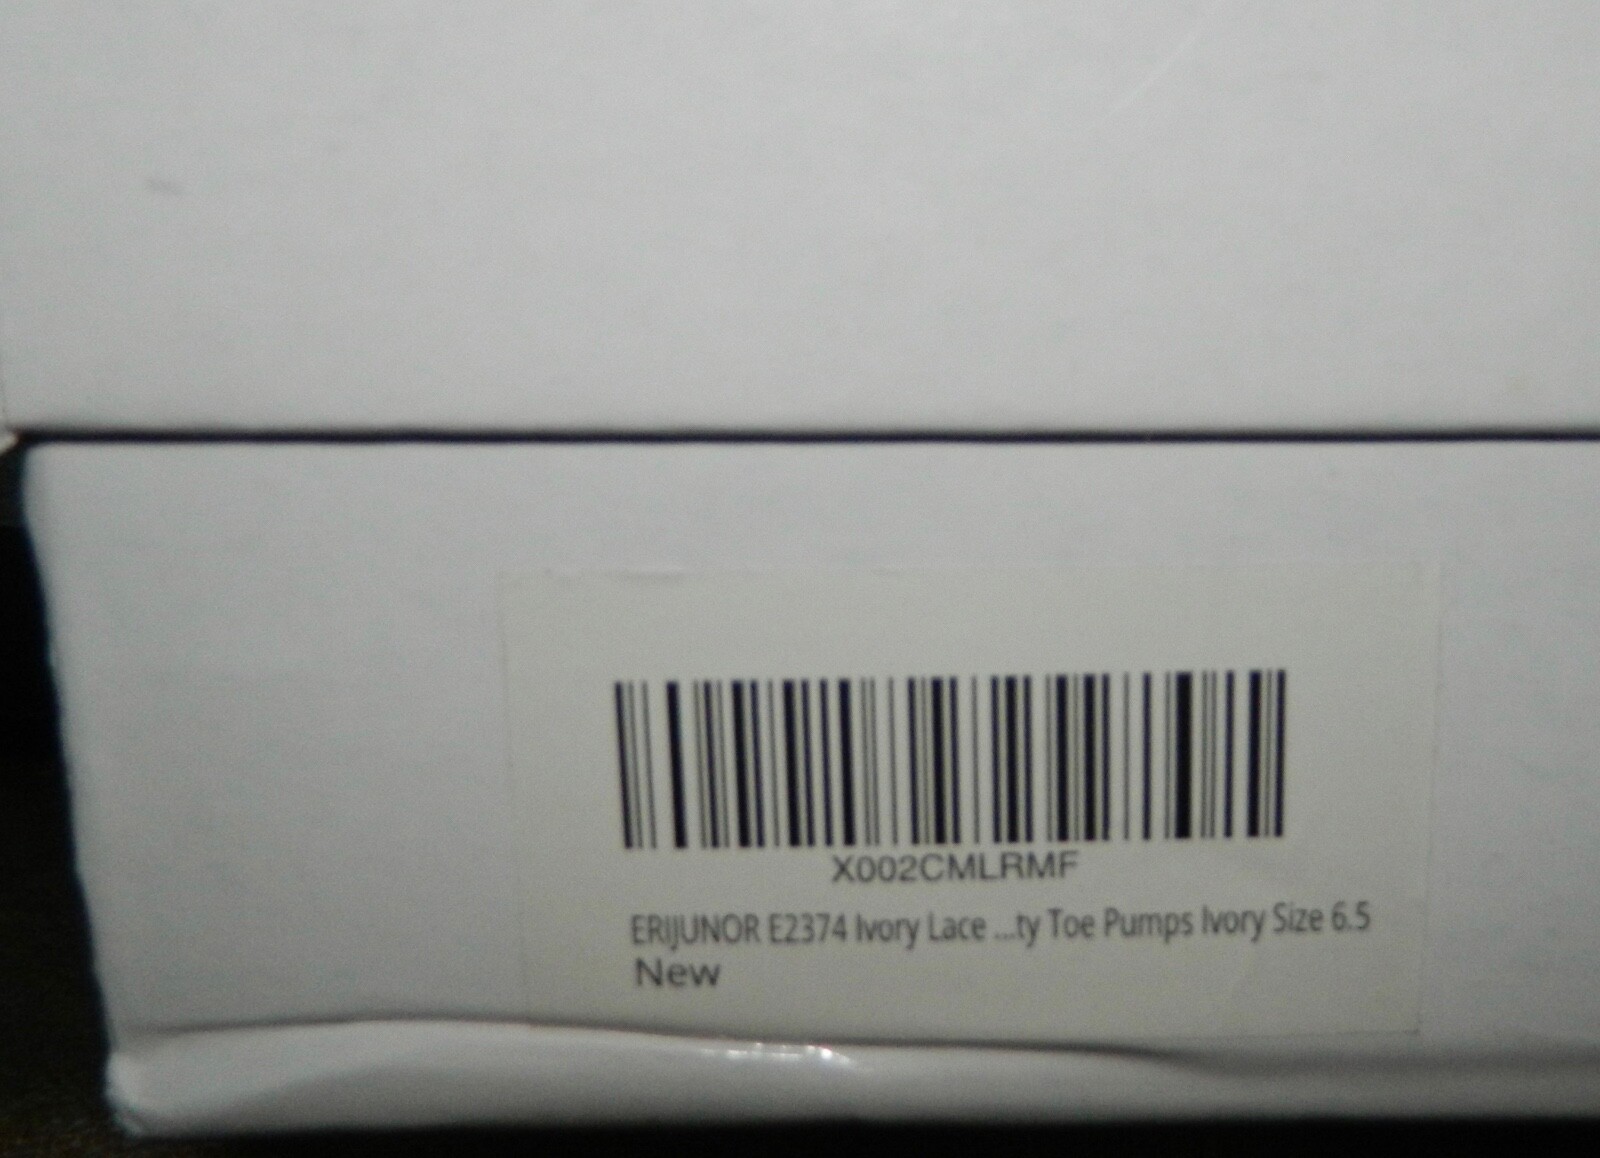 X002CMLRMF
ERIJUNOR E2374 Ivory Lace ...ty Toe Pumps Ivory Size 6.5
New